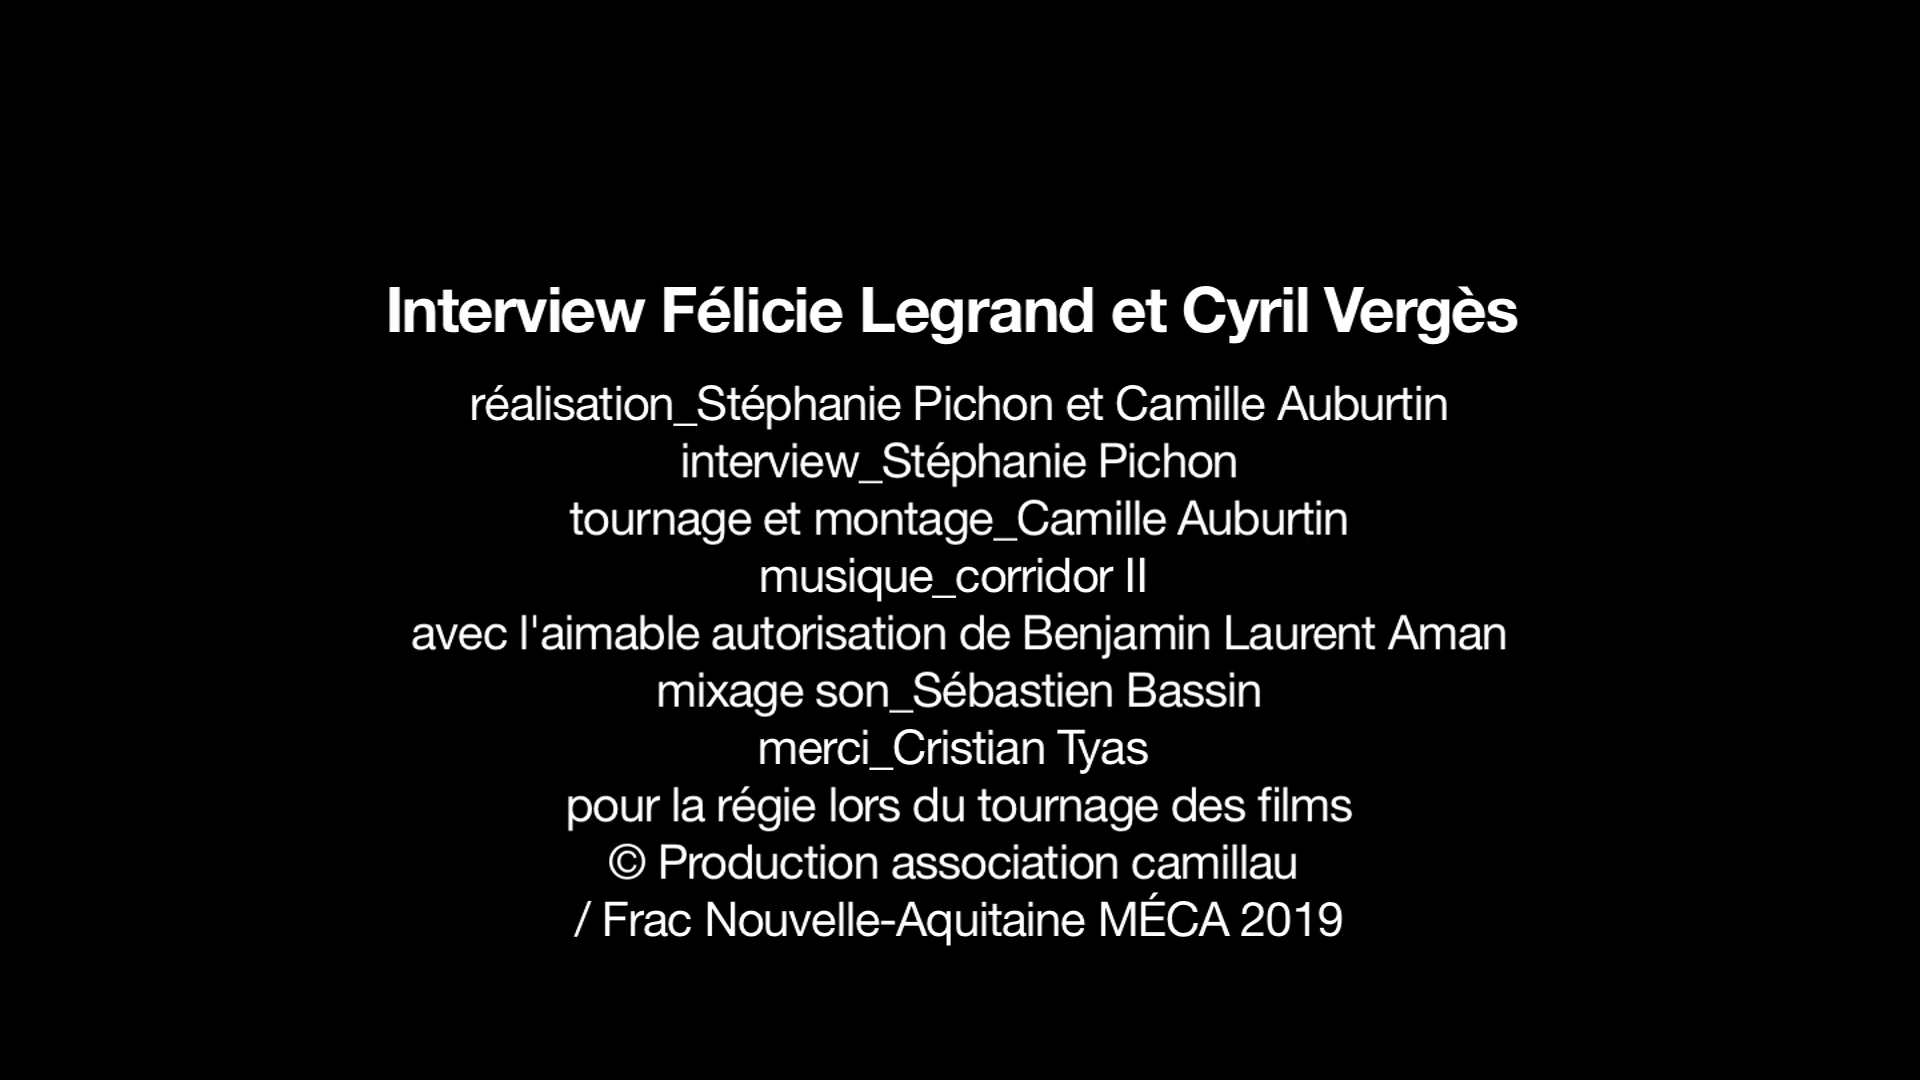 Interview Félicie Legrand et Cyril Vergès
réalisation_Stéphanie Pichon et Camille Auburtin
interview_Stéphanie Pichon
tournage et montage_Camille Auburtin
musique_corridor II
avec l'aimable autorisation de Benjamin Laurent Aman
mixage son_Sébastien Bassin
merci_Cristian Tyas
pour la régie lors du tournage des films
© Production association camillau
/ Frac Nouvelle-Aquitaine MÉCA 2019